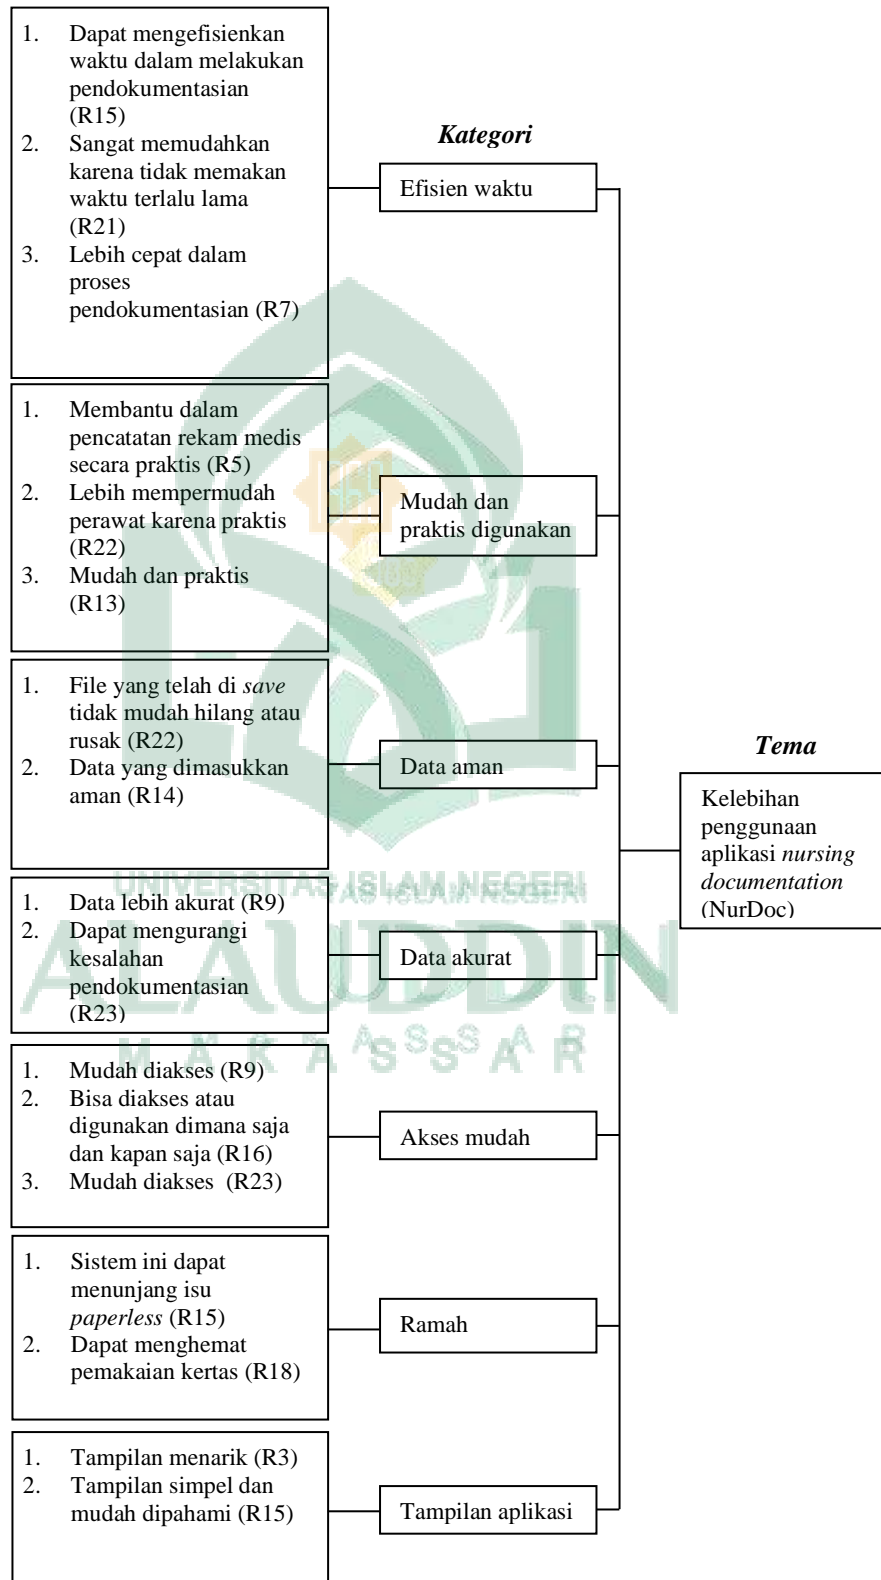 1. Dapat mengefisienkan
waktu dalam melakukan
pendokumentasian
(R15)
2. Sangat memudahkan
karena tidak memakan
waktu terlalu lama
(R21)
3. Lebih cepat dalam
proses
pendokumentasian (R7)
Kategori
Efisien waktu
1. Membantu dalam
pencatatan rekam medis
secara praktis (R5)
2. Lebih mempermudah
perawat karena praktis
(R22)
3. Mudah dan praktis
(R13)
Mudah dan
praktis digunakan
1. File yang telah di save
tidak mudah hilang atau
rusak (R22)
2. Data yang dimasukkan
aman (R14)
Data aman
Tema
Kelebihan
penggunaan
aplikasi nursing
documentation
(NurDoc)
UNIVERSITAS ISLAM NEGERI
1. Data lebih akurat (R9)
2. Dapat mengurangi
kesalahan
pendokumentasian
(R23)
Data akurat
ALAUDDIN
MAKASSAR
1. Mudah diakses (R9)
2. Bisa diakses atau
digunakan dimana saja
dan kapan saja (R16)
3. Mudah diakses (R23)
Akses mudah
1. Sistem ini dapat
menunjang isu
paperless (R15)
2. Dapat menghemat
pemakaian kertas (R18)
Ramah
1. Tampilan menarik (R3)
2. Tampilan simpel dan
mudah dipahami (R15)
Tampilan aplikasi